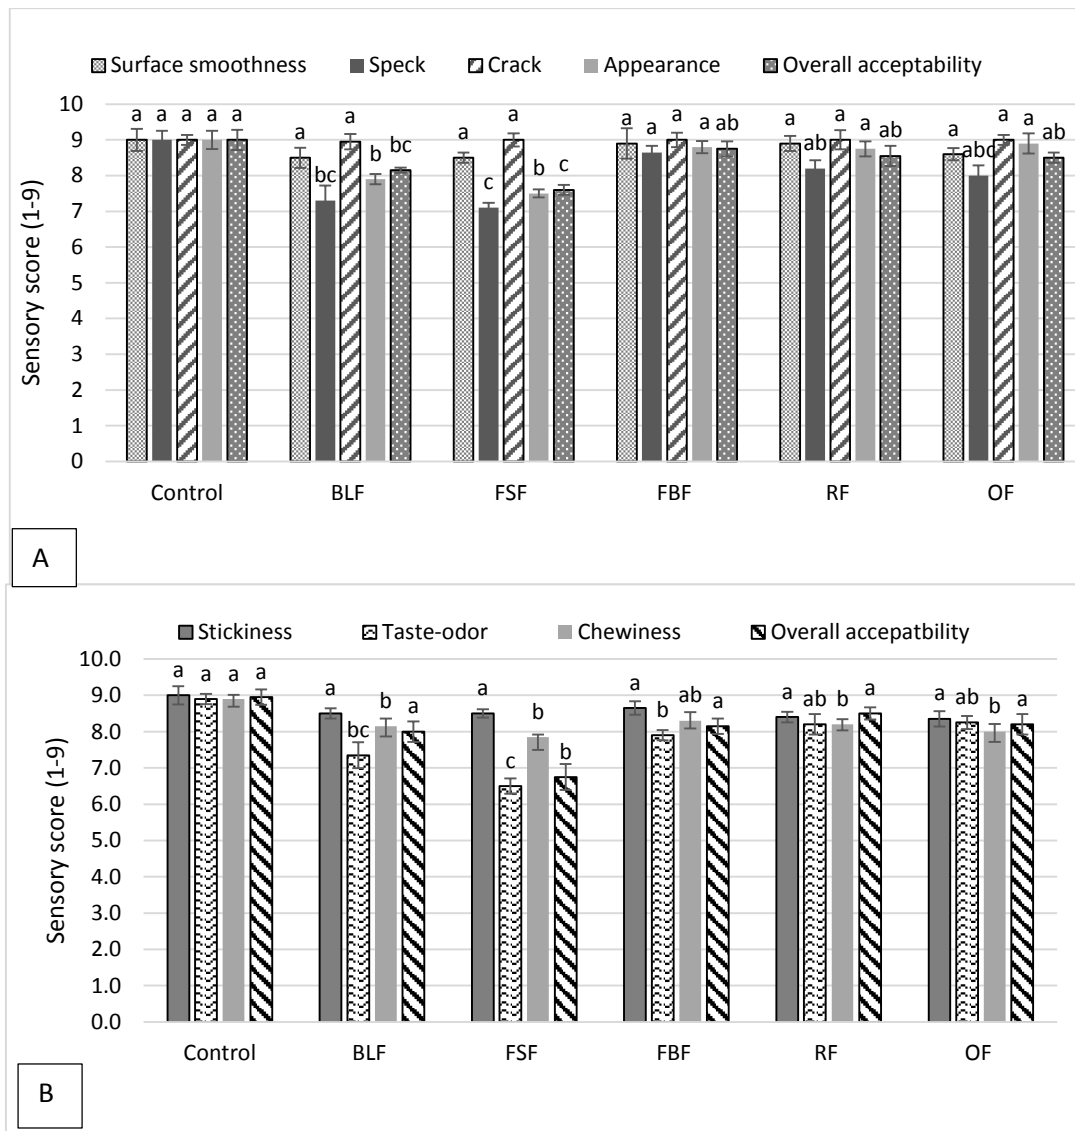 Surface smoothness Speck Crack Appearance Overall acceptability
10
9
8
7
6
5
4
3
2
1
0
Sensory score (1-9)
a a a a a
a bc a b bc
a c a b c
a a a a ab
a ab a a ab
a abc a a ab
Control BLF FSF FBF RF OF
A
Stickiness Taste-odor Chewiness Overall accepatbility
10.0
9.0
8.0
7.0
6.0
5.0
4.0
3.0
2.0
1.0
0.0
Sensory score (1-9)
a a a a
a bc b a
a c b b
a b ab a
a ab b a
a ab b a
Control BLF FSF FBF RF OF
B